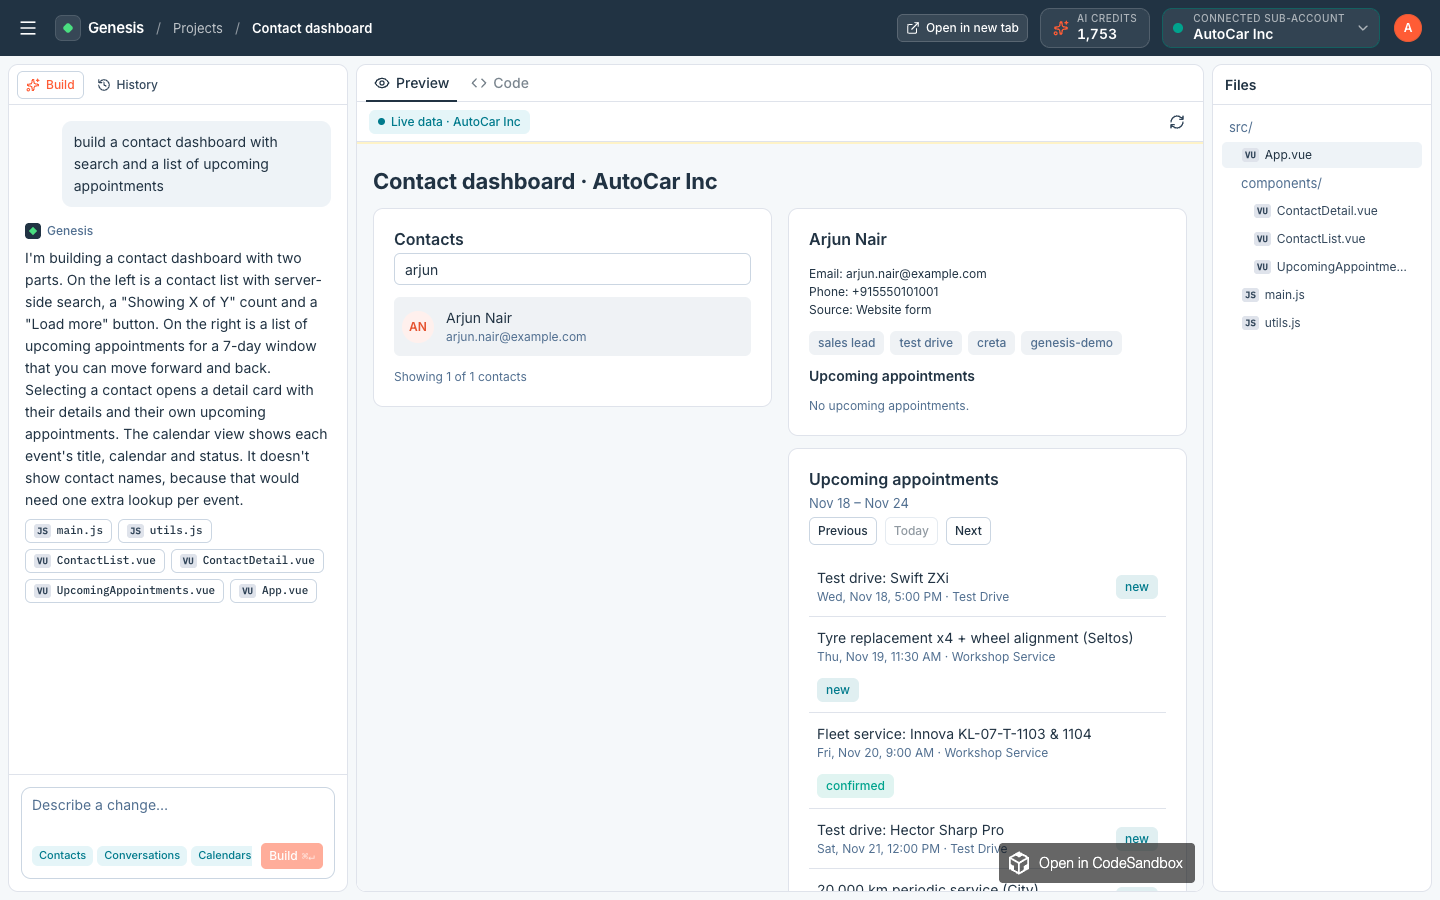 Genesis / Projects / Contact dashboard
Open in new tab
AI CREDITS
1,753
CONNECTED SUB-ACCOUNT
AutoCar Inc
A
Build
History
build a contact dashboard with
search and a list of upcoming
appointments
Genesis
I'm building a contact dashboard with two
parts. On the left is a contact list with server-
side search, a "Showing X of Y" count and a
"Load more" button. On the right is a list of
upcoming appointments for a 7-day window
that you can move forward and back.
Selecting a contact opens a detail card with
their details and their own upcoming
appointments. The calendar view shows each
event's title, calendar and status. It doesn't
show contact names, because that would
need one extra lookup per event.
JS main.js
JS utils.js
VU ContactList.vue
VU ContactDetail.vue
VU UpcomingAppointments.vue
VU App.vue
Describe a change...
Contacts
Conversations
Calendars
Build
Preview
Code
Live data · AutoCar Inc
Contact dashboard · AutoCar Inc
Contacts
arjun
AN
Arjun Nair
arjun.nair@example.com
Showing 1 of 1 contacts
Arjun Nair
Email: arjun.nair@example.com
Phone: +915550101001
Source: Website form
sales lead
test drive
creta
genesis-demo
Upcoming appointments
No upcoming appointments.
Upcoming appointments
Nov 18 – Nov 24
Previous
Today
Next
Test drive: Swift ZXi
Wed, Nov 18, 5:00 PM · Test Drive
new
Tyre replacement x4 + wheel alignment (Seltos)
Thu, Nov 19, 11:30 AM · Workshop Service
new
Fleet service: Innova KL-07-T-1103 & 1104
Fri, Nov 20, 9:00 AM · Workshop Service
confirmed
Test drive: Hector Sharp Pro
Sat, Nov 21, 12:00 PM · Test Drive
new
Open in CodeSandbox
20,000 km periodic service (City)
Files
src/
VU App.vue
components/
VU ContactDetail.vue
VU ContactList.vue
VU UpcomingAppointme...
JS main.js
JS utils.js